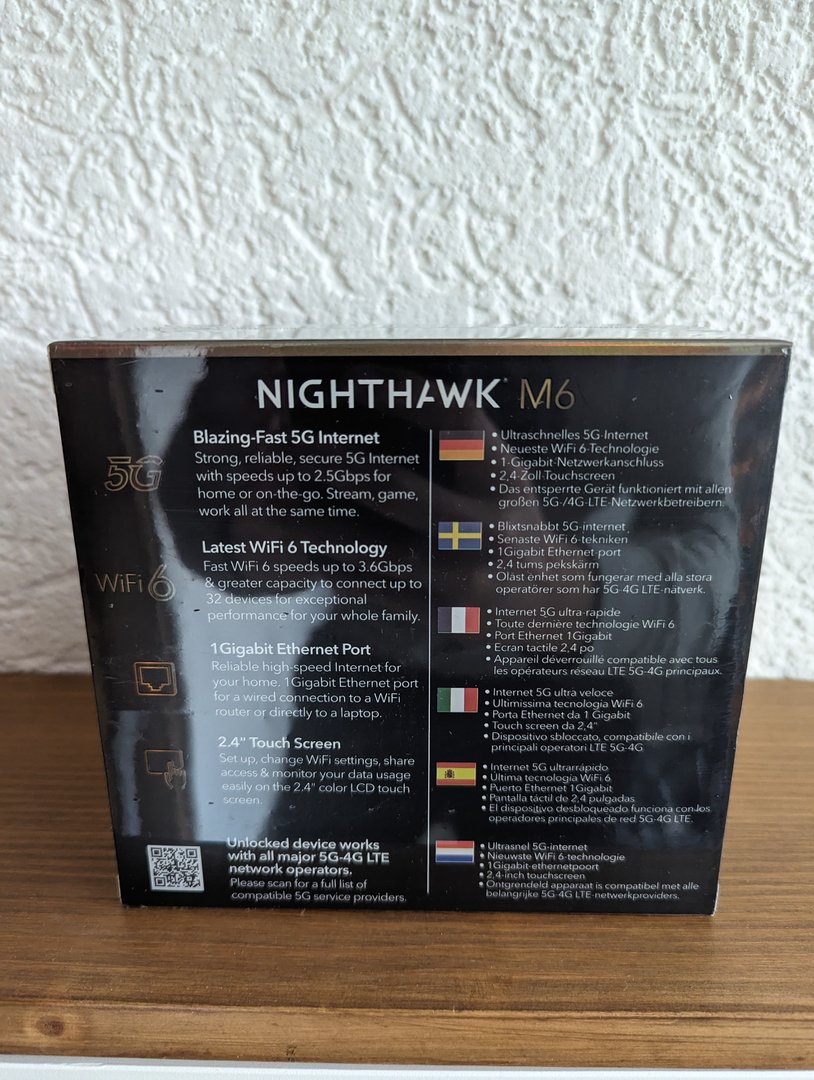 NIGHTHAWK® M6
5G
Blazing-Fast 5G Internet
Strong, reliable, secure 5G Internet
with speeds up to 2.5Gbps for
home or on-the-go. Stream, game,
work all at the same time.
WiFi 6
Latest WiFi 6 Technology
Fast WiFi 6 speeds up to 3.6Gbps
& greater capacity to connect up to
32 devices for exceptional
performance for your whole family.
1Gigabit Ethernet Port
Reliable high-speed Internet for
your home. 1Gigabit Ethernet port
for a wired connection to a WiFi
router or directly to a laptop.
2.4" Touch Screen
Set up, change WiFi settings, share
access & monitor your data usage
easily on the 2.4" color LCD touch
screen.
Unlocked device works
with all major 5G-4G LTE
network operators.
Please scan for a full list of
compatible 5G service providers.
• Ultraschnelles 5G-Internet
• Neueste WiFi 6-Technologie
• 1-Gigabit-Netzwerkanschluss
• 2,4-Zoll-Touchscreen
• Das entsperrte Gerät funktioniert mit allen
großen 5G-/4G-LTE-Netzwerkbetreibern.
• Blixtsnabbt 5G-internet
• Senaste WiFi 6-tekniken
• 1Gigabit Ethernet-port
• 2,4 tums pekskärm
• Olåst enhet som fungerar med alla stora
operatörer som har 5G-4G LTE-nätverk.
• Internet 5G ultra-rapide
• Toute dernière technologie WiFi 6
• Port Ethernet 1Gigabit
• Ecran tactile 2,4 po
• Appareil déverrouillé compatible avec tous
les opérateurs réseau LTE 5G-4G principaux.
• Internet 5G ultra veloce
• Ultimissima tecnologia WiFi 6
• Porta Ethernet da 1 Gigabit
• Touch screen da 2,4"
• Dispositivo sbloccato, compatibile con i
principali operatori LTE 5G-4G
• Internet 5G ultrarrápido
• Última tecnología WiFi 6
• Puerto Ethernet 1Gigabit
• Pantalla táctil de 2,4 pulgadas
• El dispositivo desbloqueado funciona con los
operadores principales de red 5G-4G LTE.
• Ultrasnel 5G-internet
• Nieuwste WiFi 6-technologie
• 1Gigabit-ethernetpoort
• 2,4-inch touchscreen
• Ontgrendeld apparaat is compatibel met alle
belangrijke 5G-4G LTE-netwerkproviders.